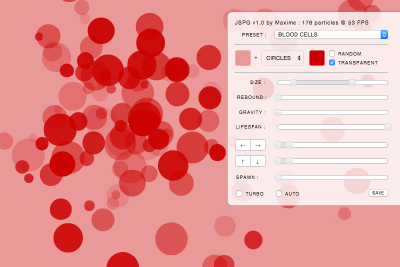 JSPG v1.0 by Maxime : 178 particles @ 53 FPS
PRESET : BLOOD CELLS
CIRCLES RANDOM
TRANSPARENT
SIZE :
REBOUND :
GRAVITY :
LIFESPAN :
← →
↑ ↓
SPAWN :
TURBO AUTO SAVE